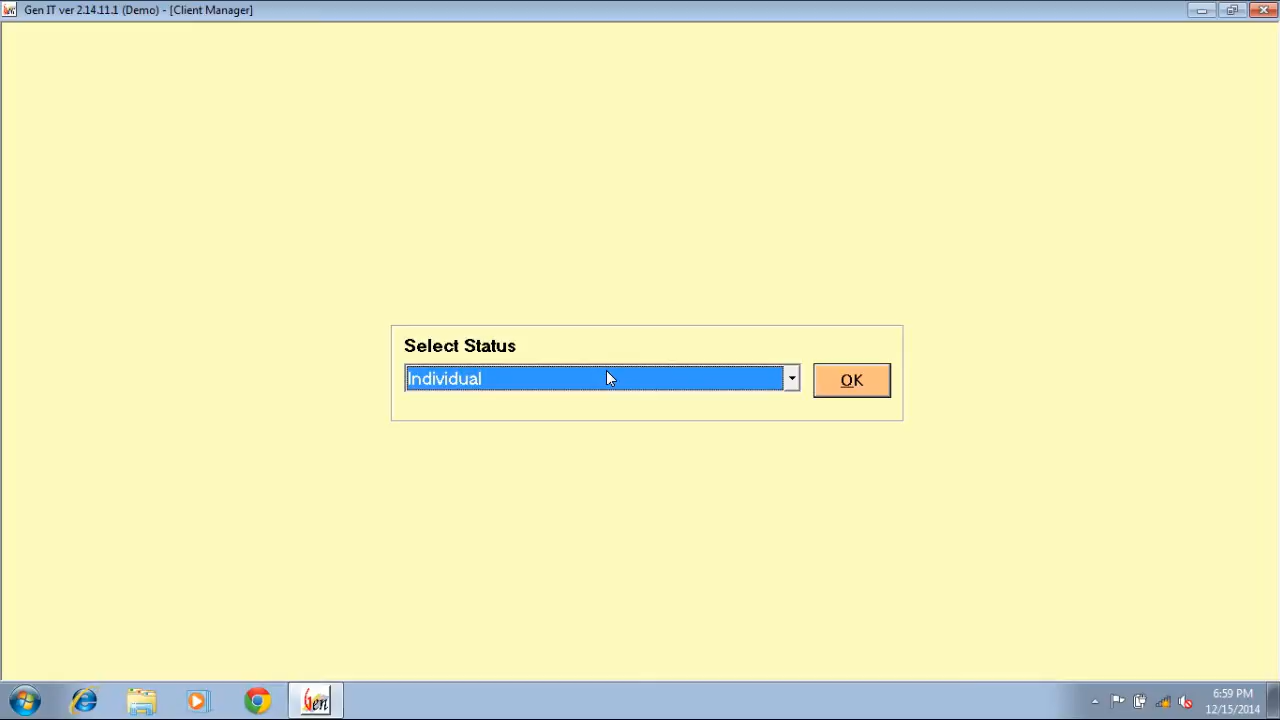 Gen IT ver 2.14.11.1 (Demo) - [Client Manager]
Select Status
Individual
OK
Gen
6:59 PM
12/15/2014